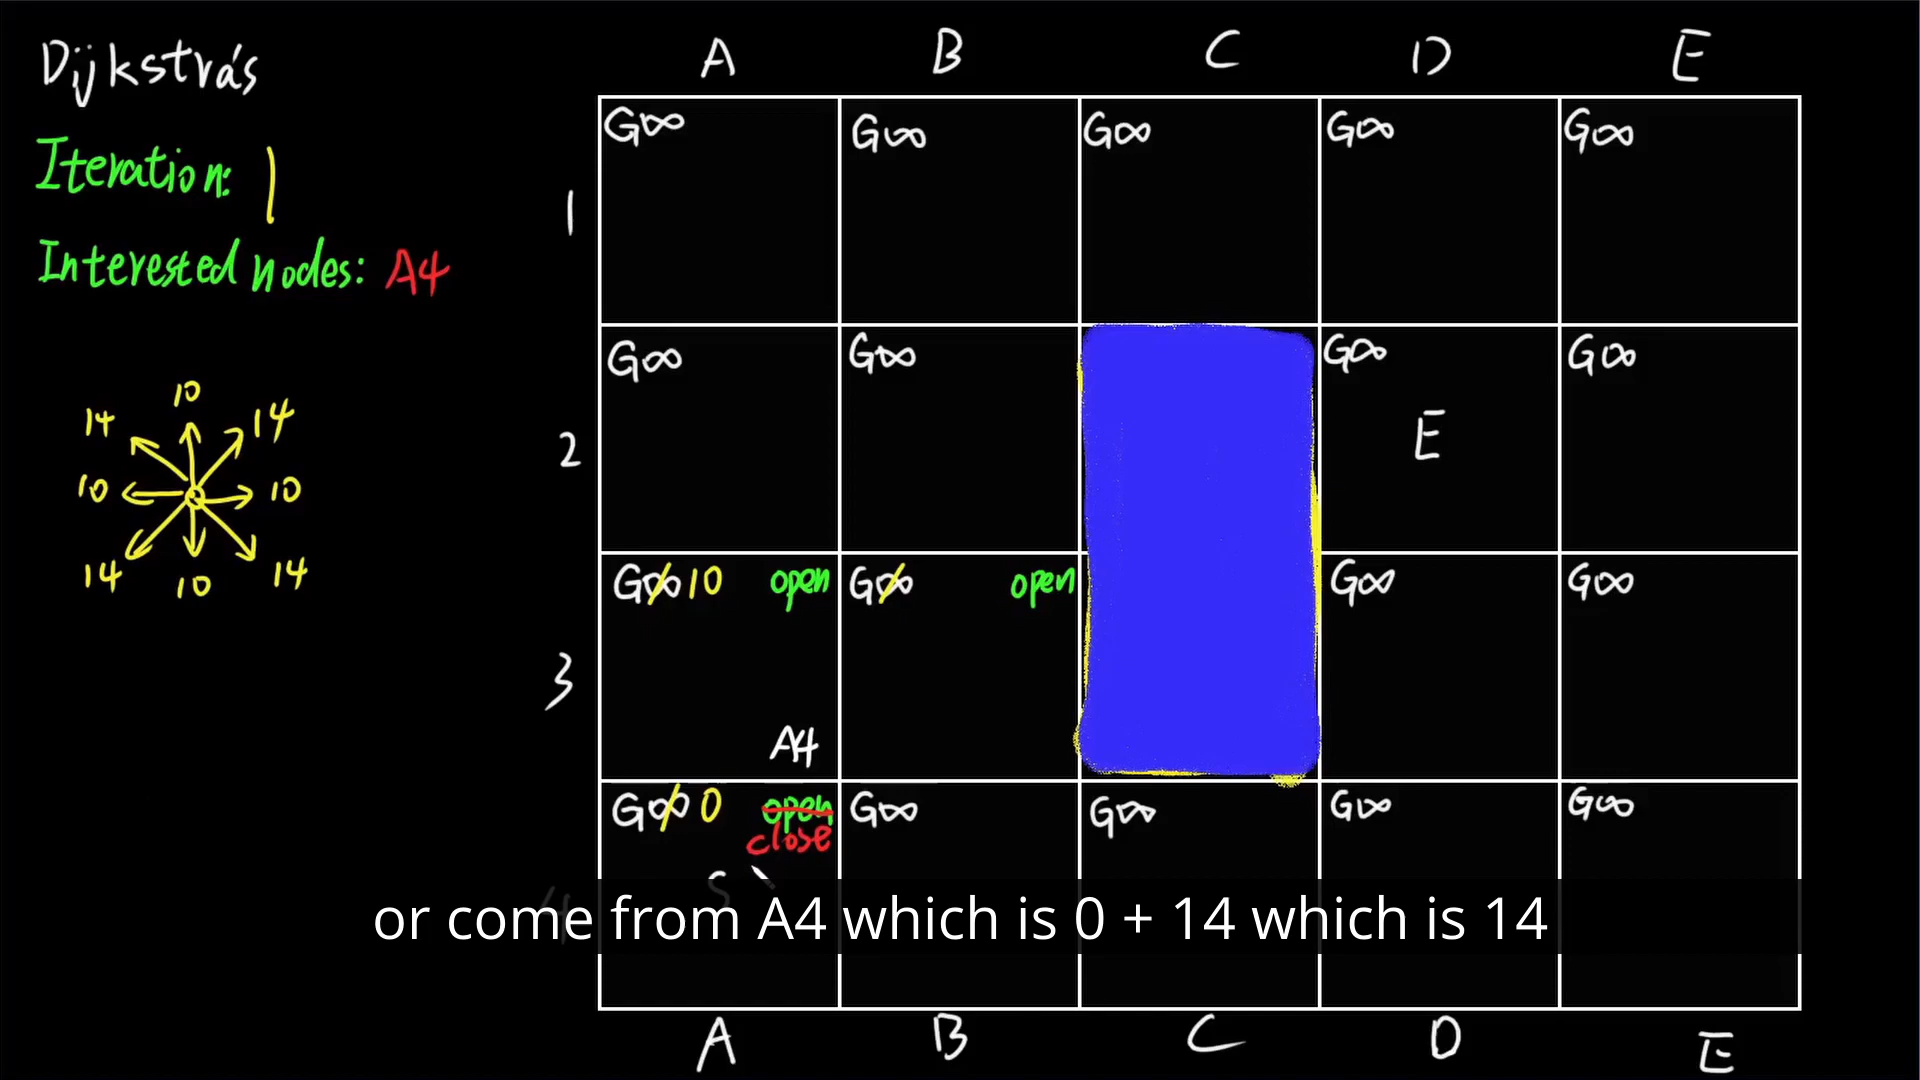 Dijkstra's
Iteration: 1
Interested nodes: A4
14 10 14
10 10
14 10 14
A B C D E
1 G∞ G∞ G∞ G∞ G∞
2 G∞ G∞ G∞ G∞
E
3 G∞ 10 open G∞ open G∞ G∞
A4
G∞ 0 open G∞ G∞ G∞ G∞
close
S
4
or come from A4 which is 0 + 14 which is 14
A B C D E